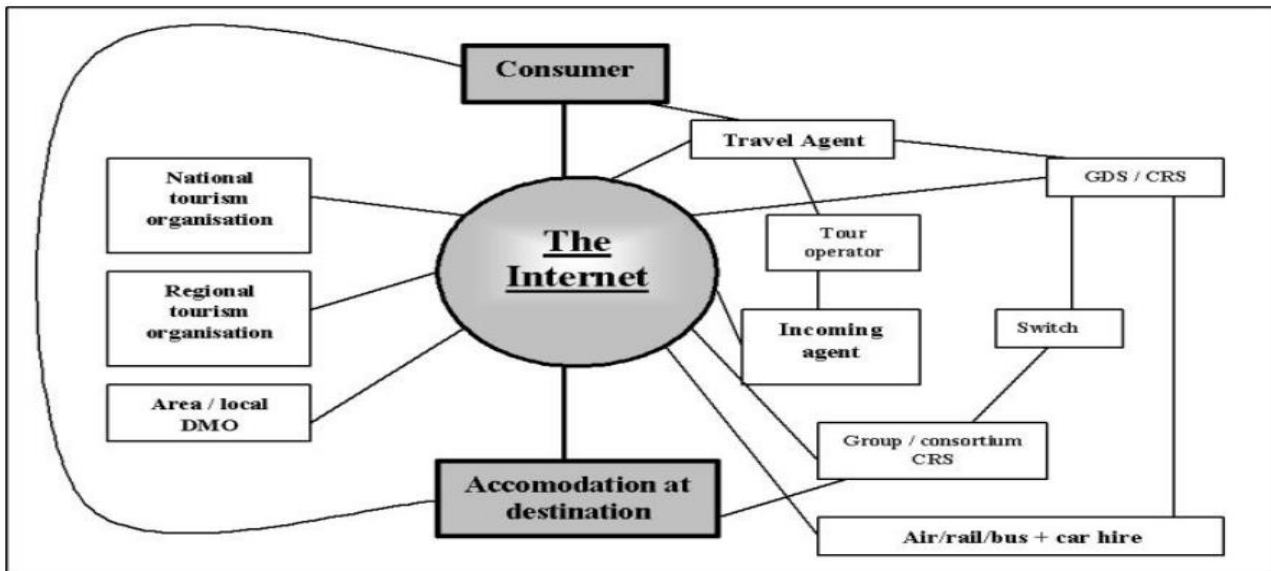 Consumer
Travel Agent
GDS / CRS
National
tourism
organisation
The
Internet
Tour
operator
Regional
tourism
organisation
Incoming
agent
Switch
Area / local
DMO
Group / consortium
CRS
Accomodation at
destination
Air/rail/bus + car hire